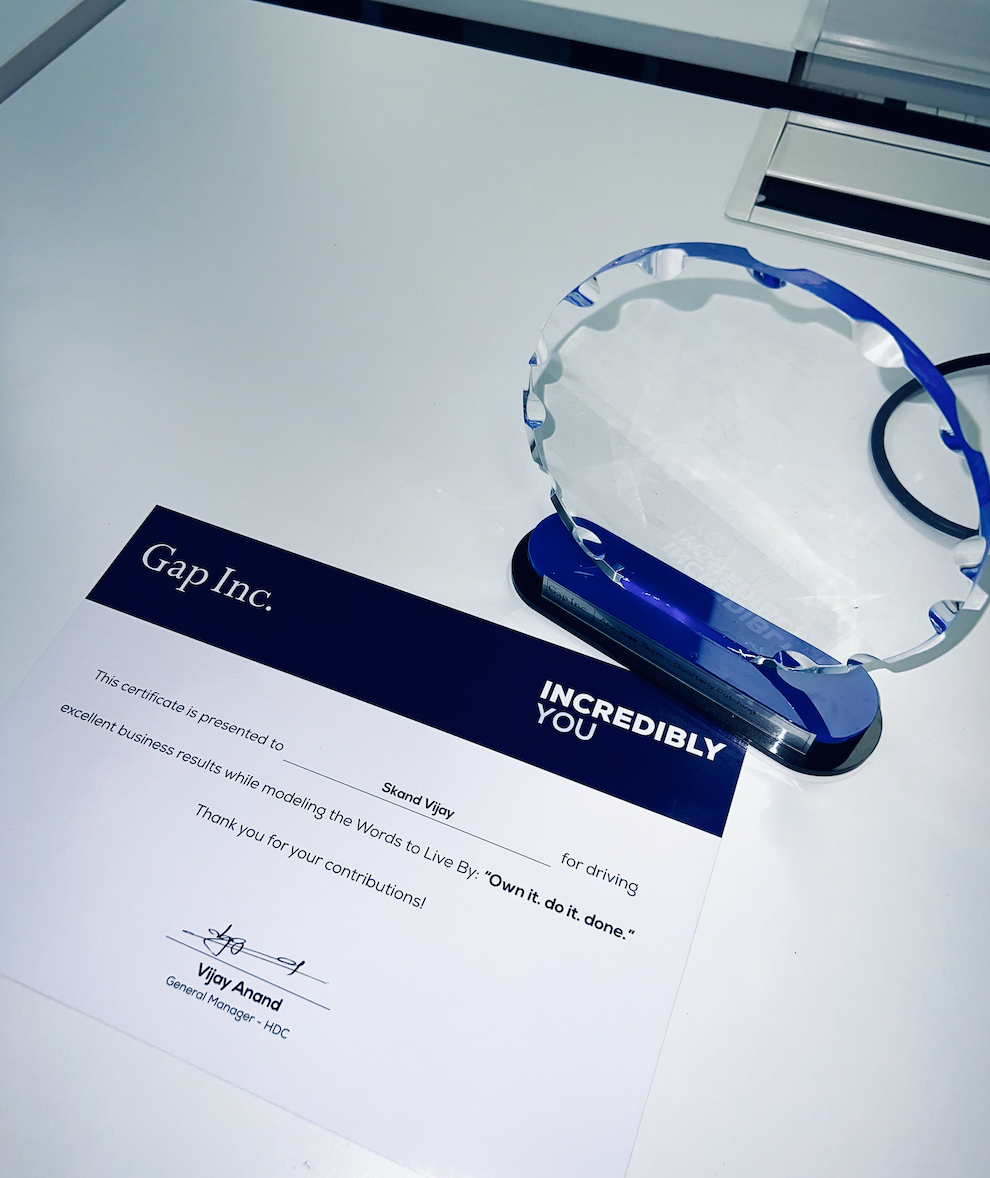 Gap Inc.
INCREDIBLY
YOU
This certificate is presented to Skand Vijay for driving
excellent business results while modeling the Words to Live By: "Own it. do it. done."
Thank you for your contributions!
Vijay Anand
General Manager - HDC
Gap Inc. | Quarterly Patching